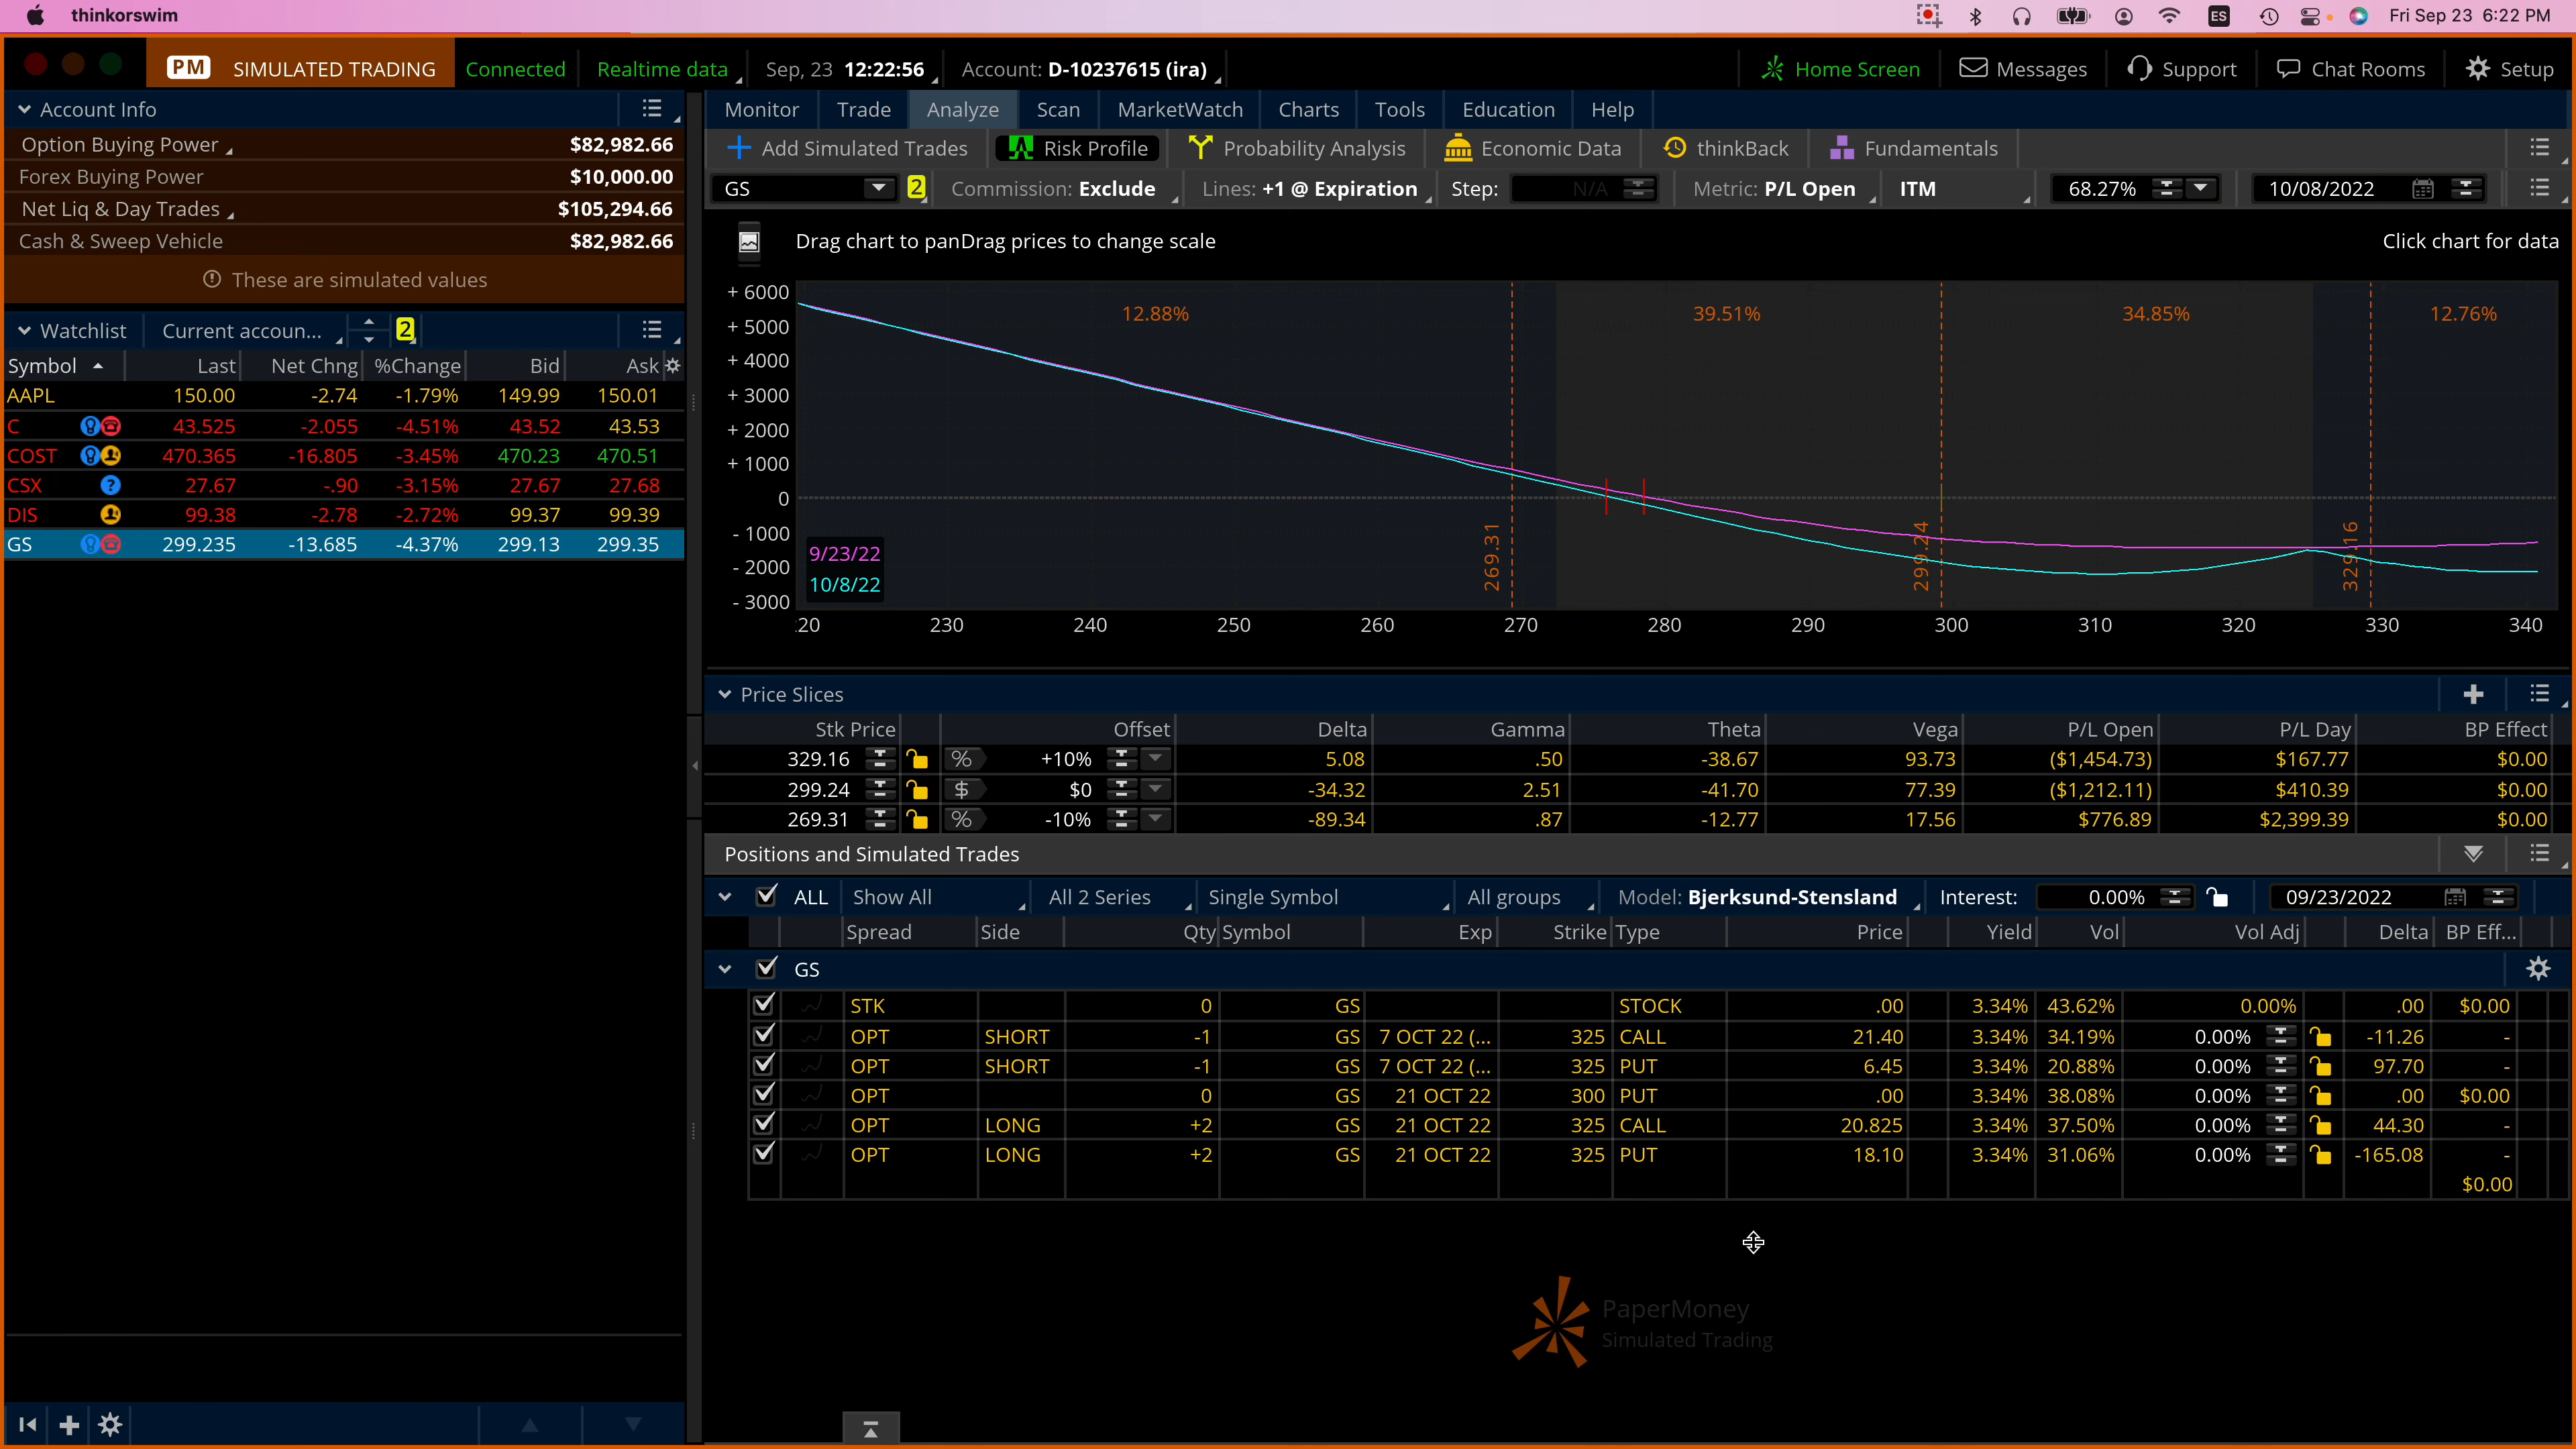 thinkorswim ES Fri Sep 23 6:22 PM
PM SIMULATED TRADING Connected Realtime data Sep, 23 12:22:56 Account: D-10237615 (ira) Home Screen Messages Support Chat Rooms Setup
Account Info
Option Buying Power $82,982.66
Forex Buying Power $10,000.00
Net Liq & Day Trades $105,294.66
Cash & Sweep Vehicle $82,982.66
These are simulated values
Watchlist Current accoun... 2
Symbol Last Net Chng %Change Bid Ask
AAPL 150.00 -2.74 -1.79% 149.99 150.01
C 43.525 -2.055 -4.51% 43.52 43.53
COST 470.365 -16.805 -3.45% 470.23 470.51
CSX 27.67 -.90 -3.15% 27.67 27.68
DIS 99.38 -2.78 -2.72% 99.37 99.39
GS 299.235 -13.685 -4.37% 299.13 299.35
Monitor Trade Analyze Scan MarketWatch Charts Tools Education Help
Add Simulated Trades Risk Profile Probability Analysis Economic Data thinkBack Fundamentals
GS 2 Commission: Exclude Lines: +1 @ Expiration Step: N/A Metric: P/L Open ITM 68.27% 10/08/2022
Drag chart to panDrag prices to change scale Click chart for data
+ 6000
+ 5000
+ 4000
+ 3000
+ 2000
+ 1000
0
- 1000
- 2000
- 3000
12.88% 39.51% 34.85% 12.76%
269.31 299.24 329.16
9/23/22
10/8/22
:20 230 240 250 260 270 280 290 300 310 320 330 340
Price Slices
Stk Price Offset Delta Gamma Theta Vega P/L Open P/L Day BP Effect
329.16 % +10% 5.08 .50 -38.67 93.73 ($1,454.73) $167.77 $0.00
299.24 $ $0 -34.32 2.51 -41.70 77.39 ($1,212.11) $410.39 $0.00
269.31 % -10% -89.34 .87 -12.77 17.56 $776.89 $2,399.39 $0.00
Positions and Simulated Trades
ALL Show All All 2 Series Single Symbol All groups Model: Bjerksund-Stensland Interest: 0.00% 09/23/2022
Spread Side Qty Symbol Exp Strike Type Price Yield Vol Vol Adj Delta BP Eff...
GS
STK 0 GS STOCK .00 3.34% 43.62% 0.00% .00 $0.00
OPT SHORT -1 GS 7 OCT 22 (... 325 CALL 21.40 3.34% 34.19% 0.00% -11.26 -
OPT SHORT -1 GS 7 OCT 22 (... 325 PUT 6.45 3.34% 20.88% 0.00% 97.70 -
OPT 0 GS 21 OCT 22 300 PUT .00 3.34% 38.08% 0.00% .00 $0.00
OPT LONG +2 GS 21 OCT 22 325 CALL 20.825 3.34% 37.50% 0.00% 44.30 -
OPT LONG +2 GS 21 OCT 22 325 PUT 18.10 3.34% 31.06% 0.00% -165.08 -
$0.00
PaperMoney
Simulated Trading